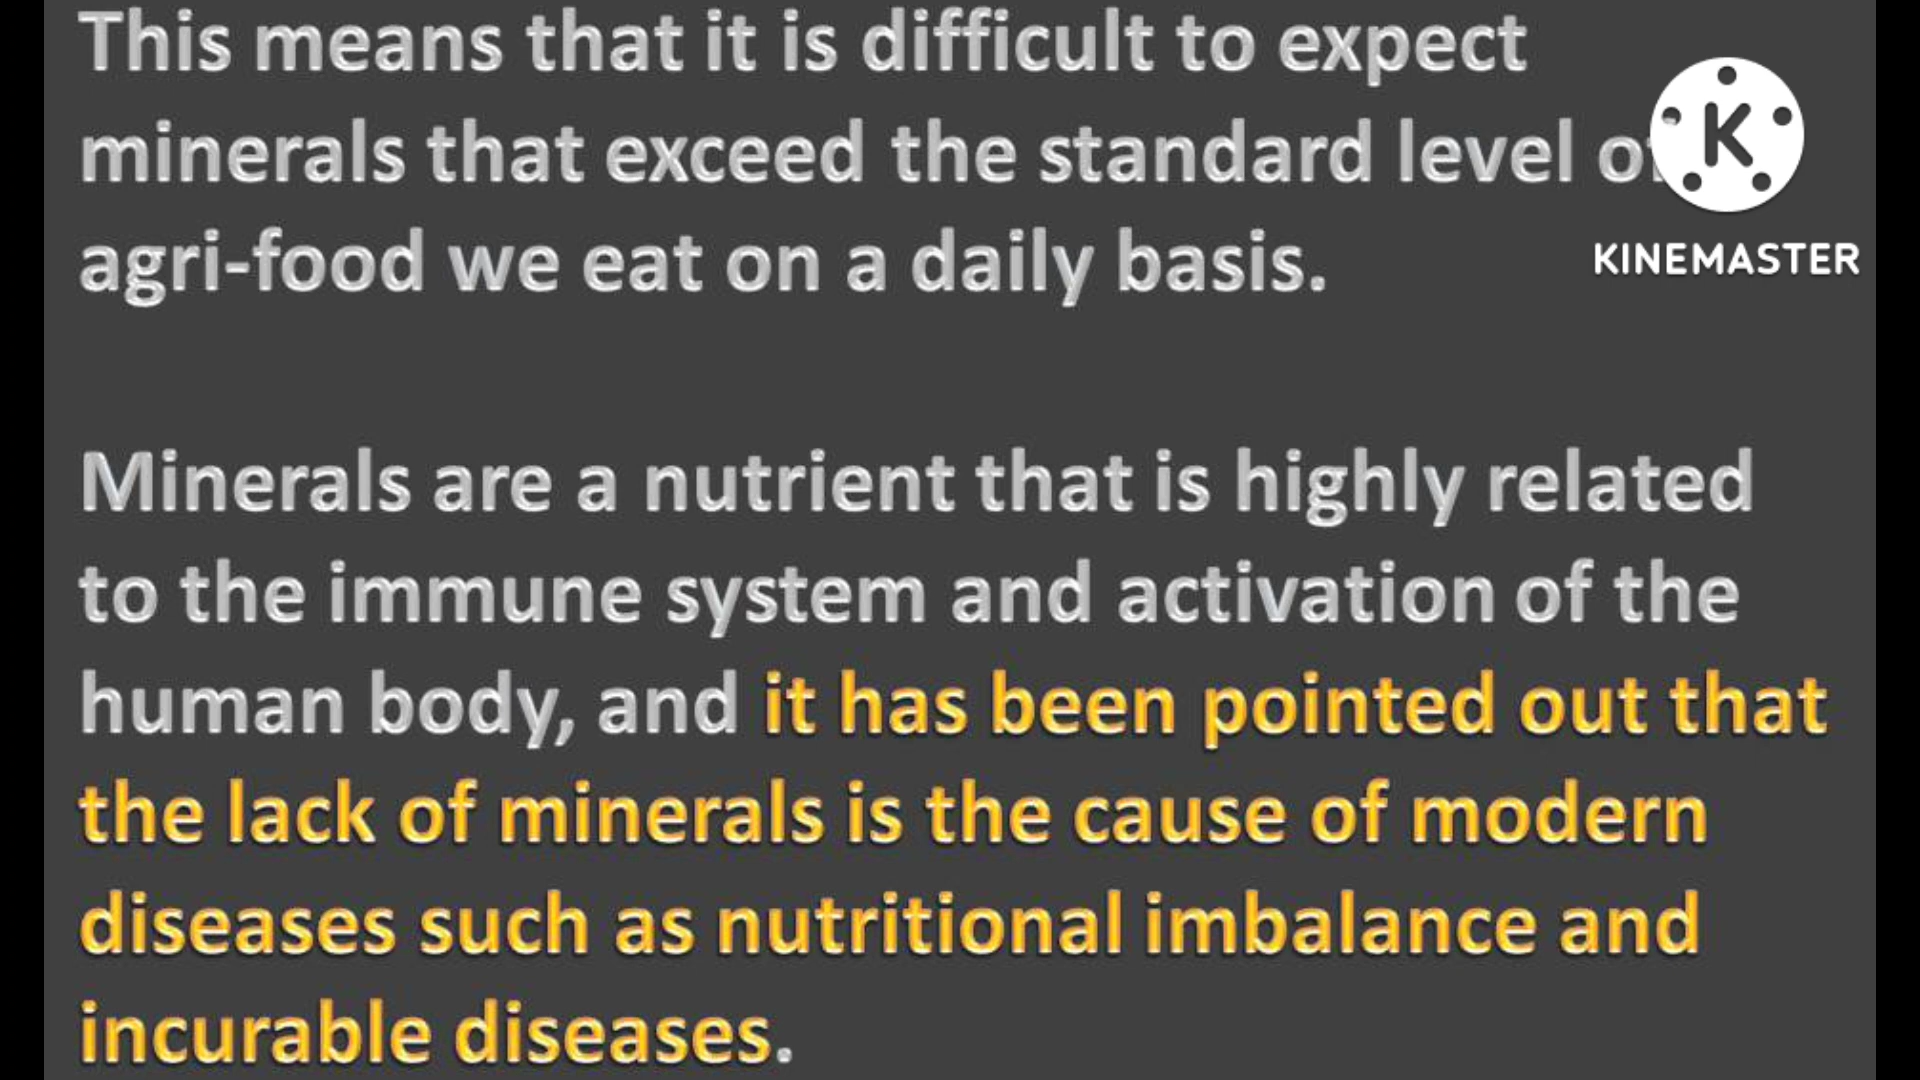 This means that it is difficult to expect
minerals that exceed the standard level of
agri-food we eat on a daily basis.
KINEMASTER
Minerals are a nutrient that is highly related
to the immune system and activation of the
human body, and it has been pointed out that
the lack of minerals is the cause of modern
diseases such as nutritional imbalance and
incurable diseases.